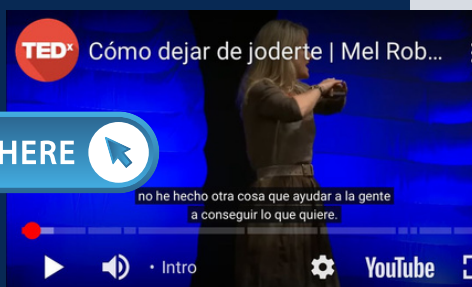 TEDx
Cómo dejar de joderte | Mel Rob...
HERE
no he hecho otra cosa que ayudar a la gente
a conseguir lo que quiere.
• Intro
YouTube